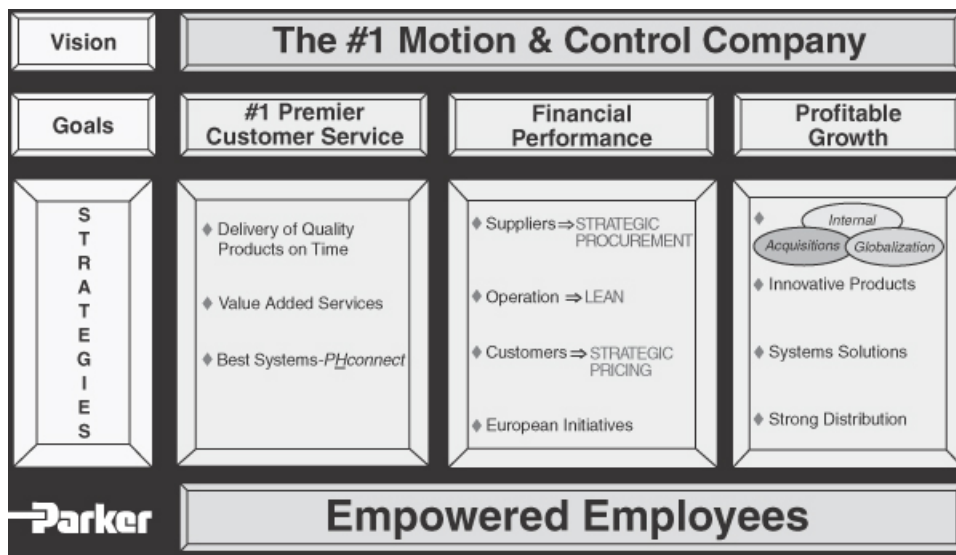 Vision
The #1 Motion & Control Company
Goals
#1 Premier
Customer Service
Financial
Performance
Profitable
Growth
S
T
R
A
T
E
G
I
E
S
Delivery of Quality
Products on Time
Value Added Services
Best Systems-PHconnect
Suppliers ⇒ STRATEGIC
PROCUREMENT
Operation ⇒ LEAN
Customers ⇒ STRATEGIC
PRICING
European Initiatives
Internal
Acquisitions
Globalization
Innovative Products
Systems Solutions
Strong Distribution
Parker
Empowered Employees